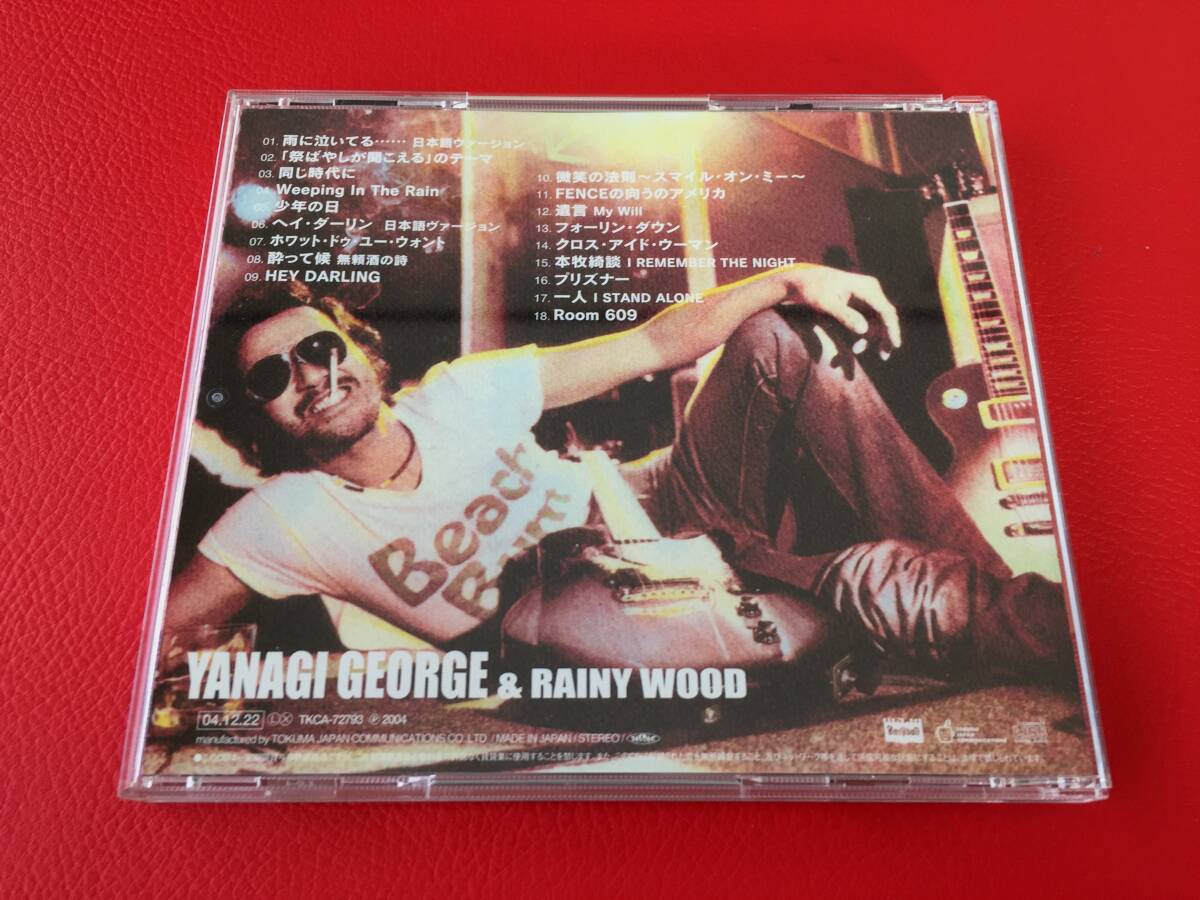 01. 雨に泣いてる…… 日本語ヴァージョン
02. 「祭ばやしが聞こえる」のテーマ
03. 同じ時代に
04. Weeping In The Rain
05. 少年の日
06. ヘイ・ダーリン 日本語ヴァージョン
07. ホワット・ドゥ・ユー・ウォント
08. 酔って候 無頼酒の詩
09. HEY DARLING
10. 微笑の法則〜スマイル・オン・ミー〜
11. FENCEの向うのアメリカ
12. 遺言 My Will
13. フォーリン・ダウン
14. クロス・アイド・ウーマン
15. 本牧綺談 I REMEMBER THE NIGHT
16. プリズナー
17. 一人 I STAND ALONE
18. Room 609
Beach
YANAGI GEORGE & RAINY WOOD
04.12.22 Ⓛ TKCA-72793 ℗ 2004
manufactured by TOKUMA JAPAN COMMUNICATIONS CO., LTD. / MADE IN JAPAN / STEREO /